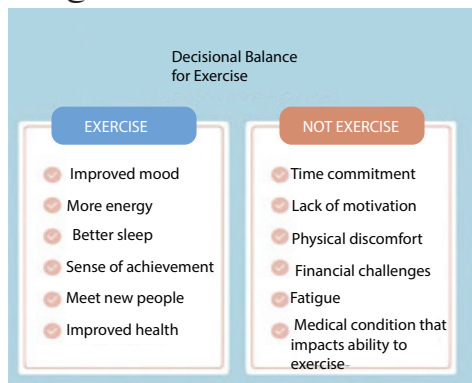 Decisional Balance
for Exercise
EXERCISE
Improved mood
More energy
Better sleep
Sense of achievement
Meet new people
Improved health
NOT EXERCISE
Time commitment
Lack of motivation
Physical discomfort
Financial challenges
Fatigue
Medical condition that
impacts ability to
exercise